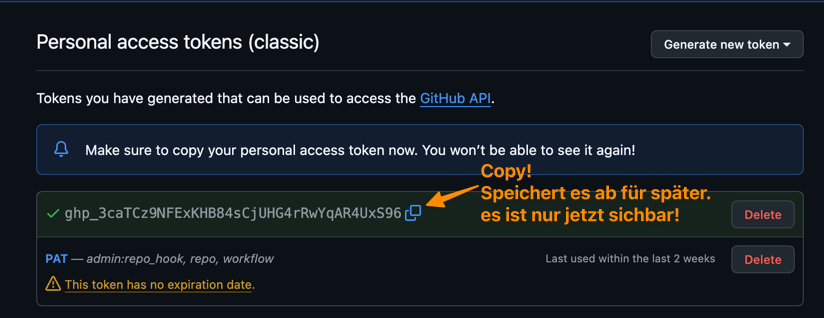 Personal access tokens (classic)
Generate new token
Tokens you have generated that can be used to access the GitHub API.
Make sure to copy your personal access token now. You won't be able to see it again!
Copy!
Speichert es ab für später.
es ist nur jetzt sichbar!
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
Delete
PAT — admin:repo_hook, repo, workflow
Last used within the last 2 weeks
Delete
This token has no expiration date.